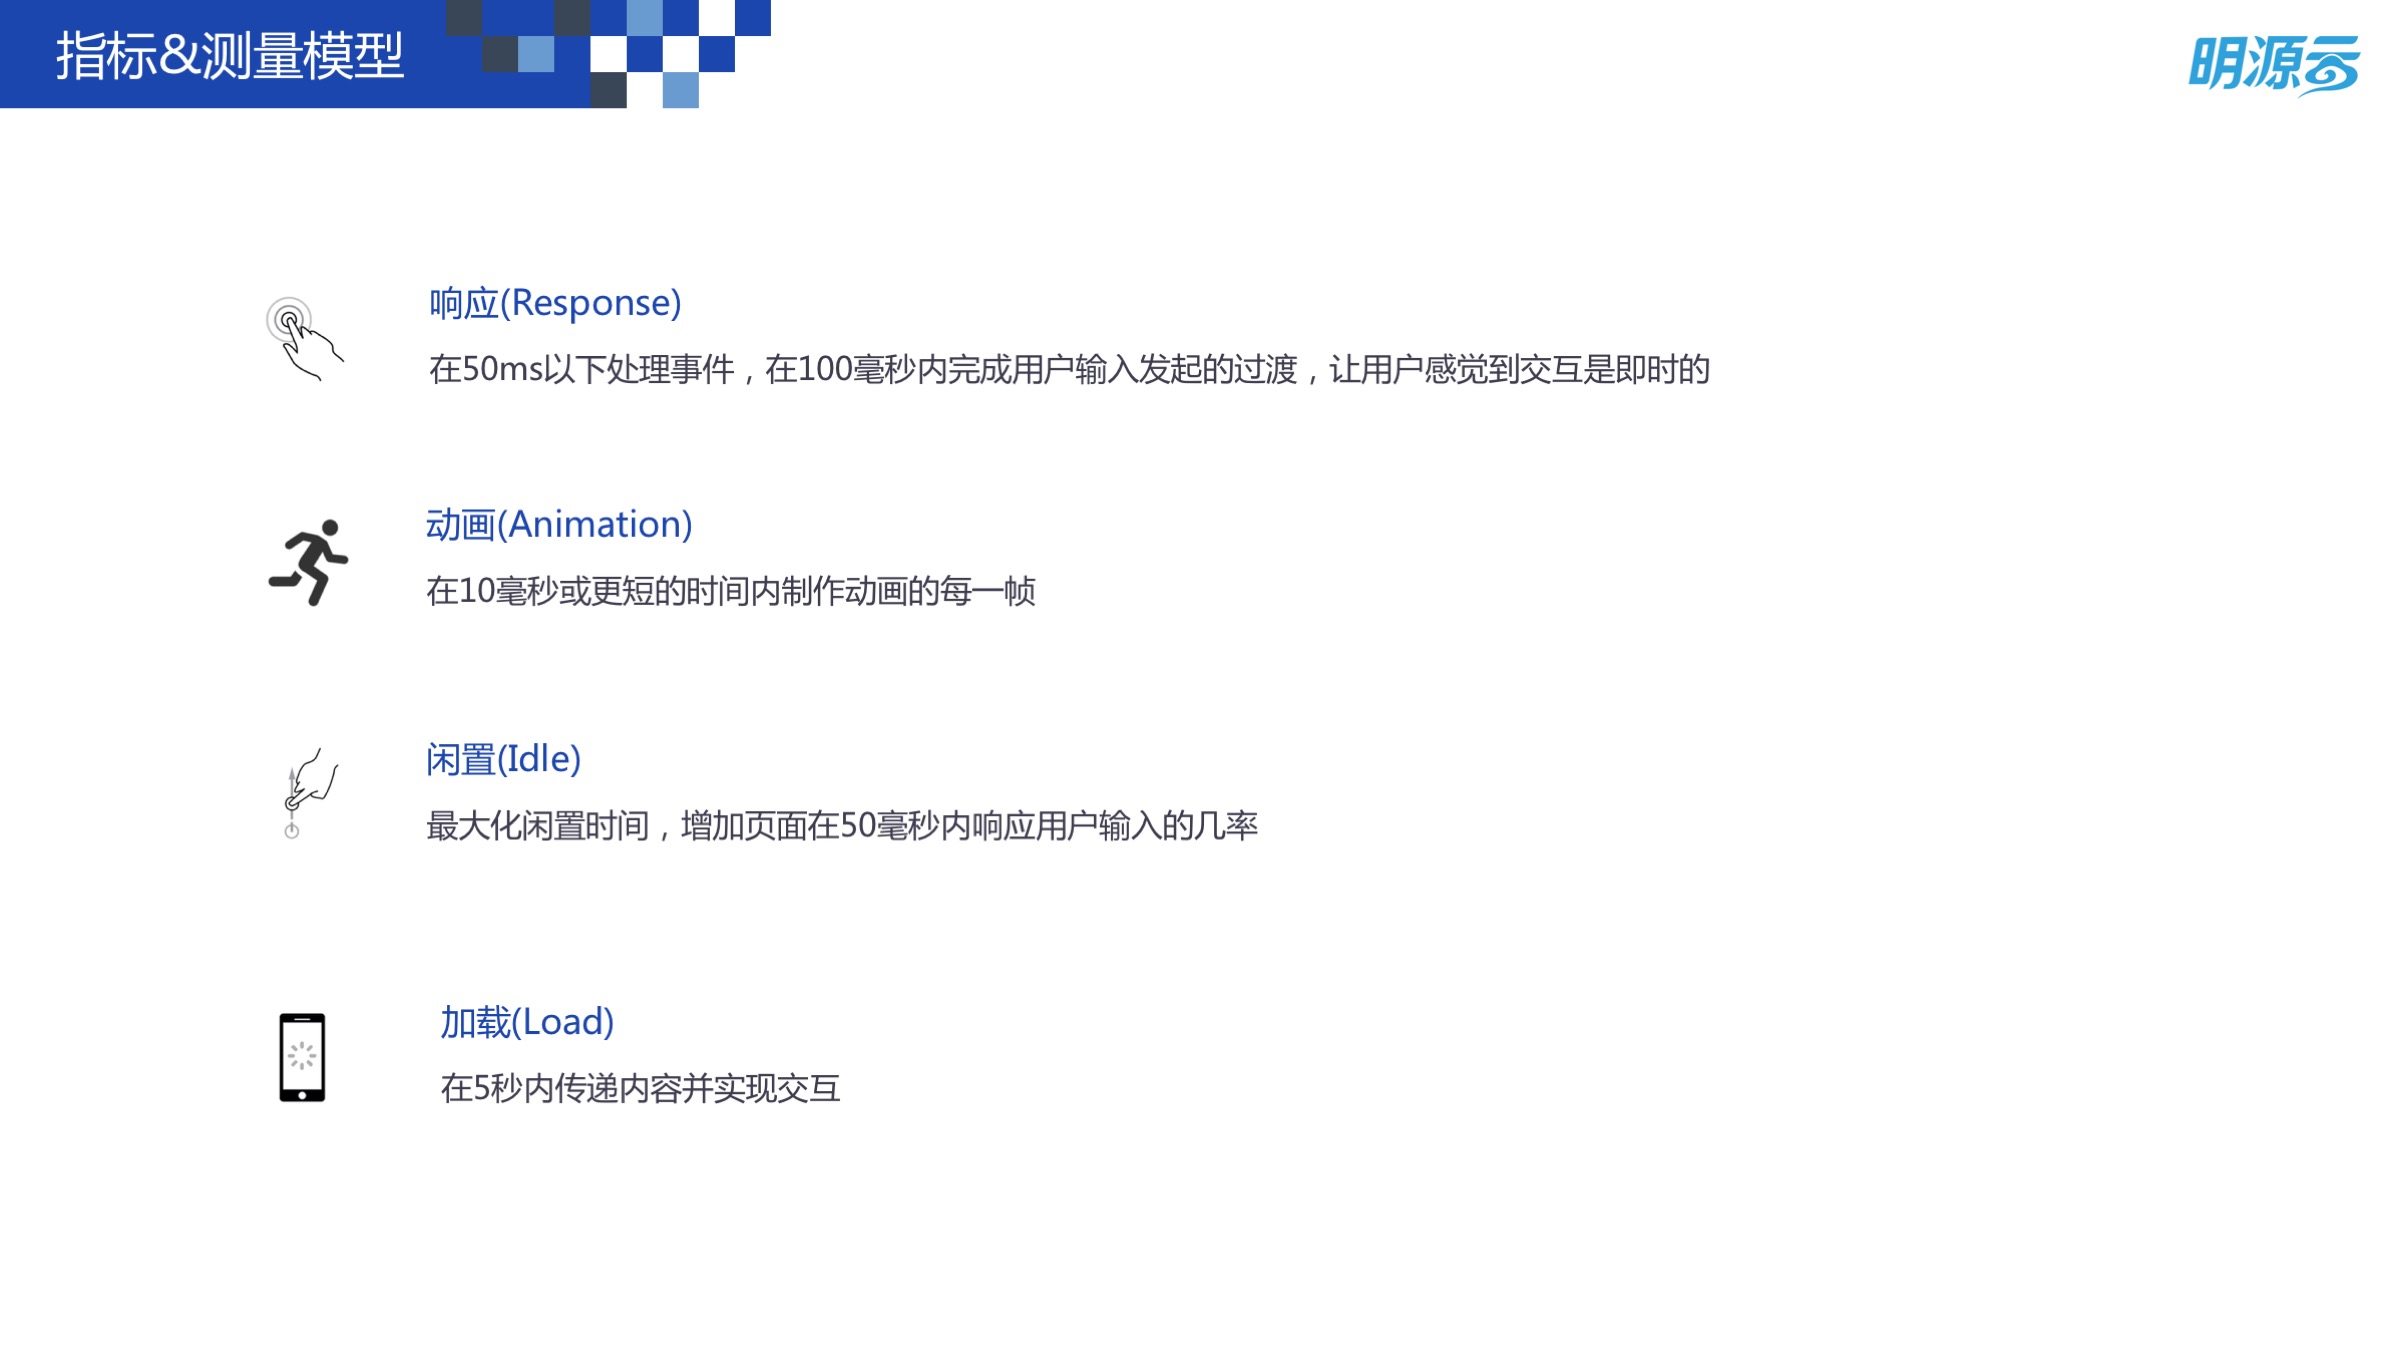 指标&测量模型
明源云
响应(Response)
在50ms以下处理事件，在100毫秒内完成用户输入发起的过渡，让用户感觉到交互是即时的
动画(Animation)
在10毫秒或更短的时间内制作动画的每一帧
闲置(Idle)
最大化闲置时间，增加页面在50毫秒内响应用户输入的几率
加载(Load)
在5秒内传递内容并实现交互